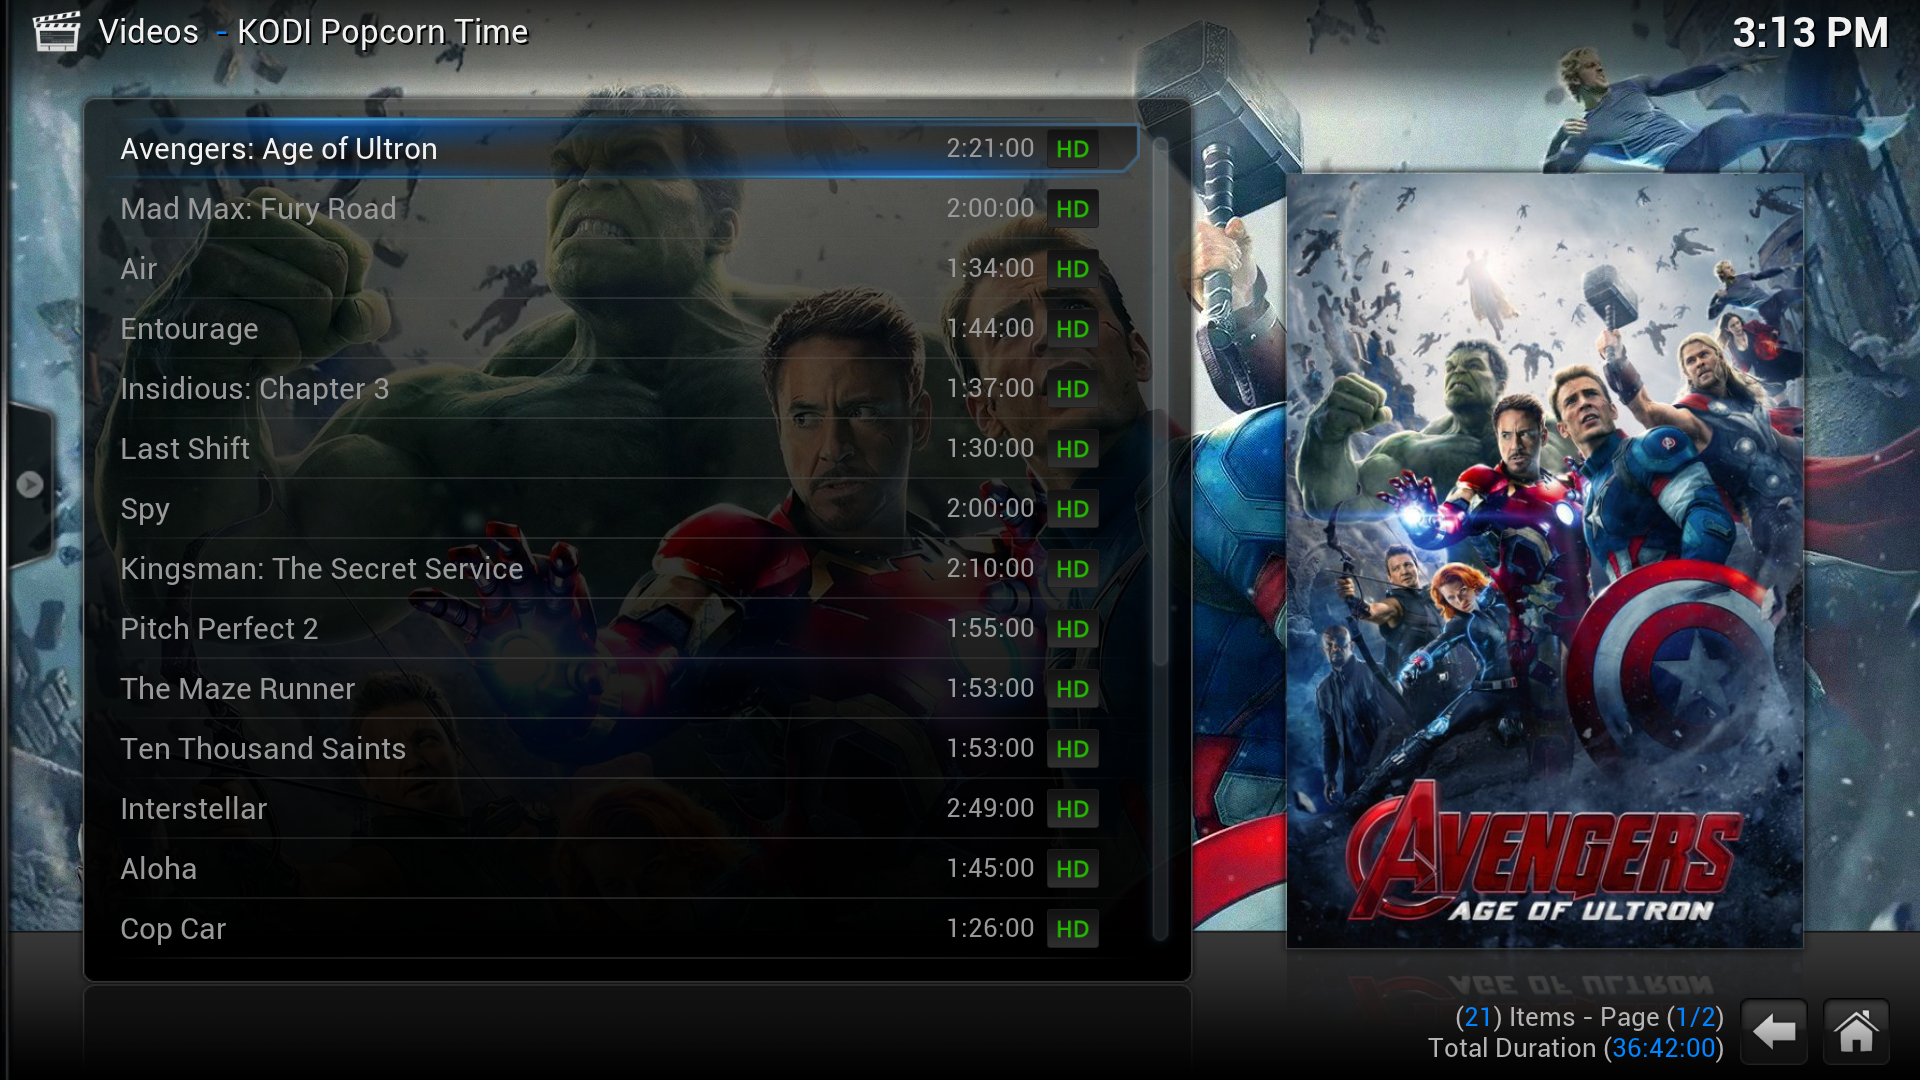 Videos - KODI Popcorn Time
3:13 PM
Avengers: Age of Ultron 2:21:00 HD
Mad Max: Fury Road 2:00:00 HD
Air 1:34:00 HD
Entourage 1:44:00 HD
Insidious: Chapter 3 1:37:00 HD
Last Shift 1:30:00 HD
Spy 2:00:00 HD
Kingsman: The Secret Service 2:10:00 HD
Pitch Perfect 2 1:55:00 HD
The Maze Runner 1:53:00 HD
Ten Thousand Saints 1:53:00 HD
Interstellar 2:49:00 HD
Aloha 1:45:00 HD
Cop Car 1:26:00 HD
AVENGERS
AGE OF ULTRON
(21) Items - Page (1/2)
Total Duration (36:42:00)